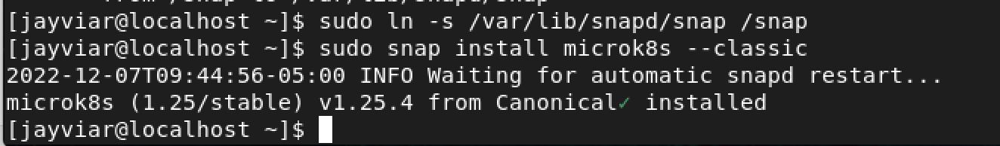 [jayviar@localhost ~]$ sudo ln -s /var/lib/snapd/snap /snap
[jayviar@localhost ~]$ sudo snap install microk8s --classic
2022-12-07T09:44:56-05:00 INFO Waiting for automatic snapd restart...
microk8s (1.25/stable) v1.25.4 from Canonical✓ installed
[jayviar@localhost ~]$